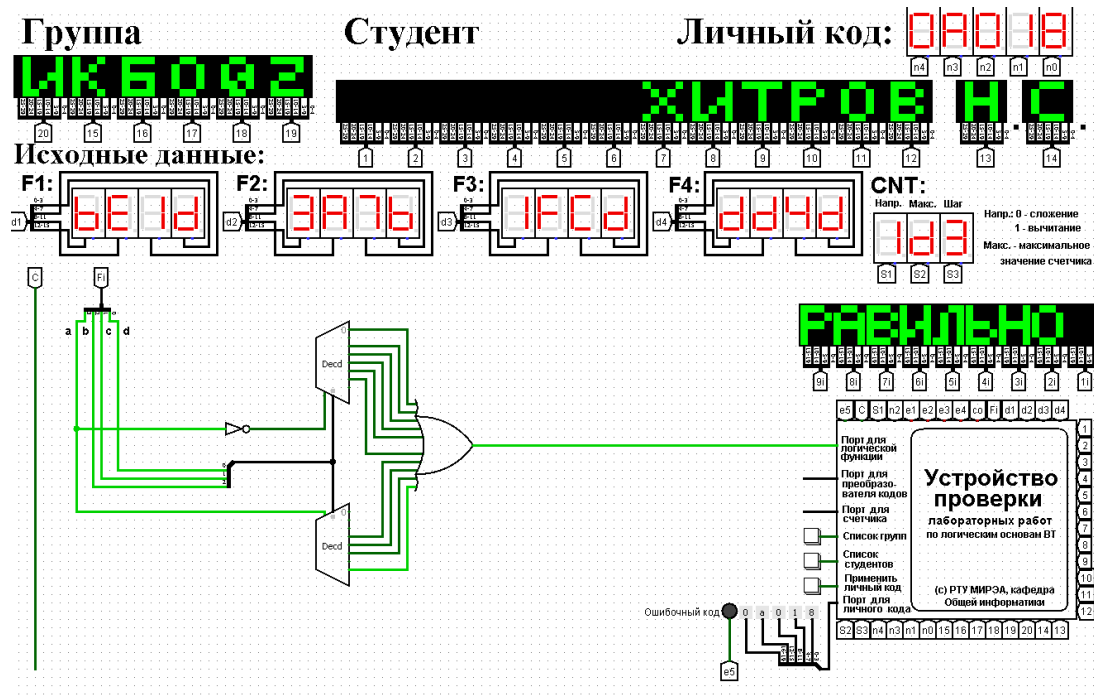 Группа Студент Личный код: 0A018
n4 n3 n2 n1 n0
ИКБО02
ХИТРОВ Н.С.
20 15 16 17 18 19
1 2 3 4 5 6 7 8 9 10 11 12 13 14
Исходные данные:
F1: bE1d F2: 3A7b F3: 1FCd F4: dd4d CNT:
d1 d2 d3 d4
Напр. Макс. Шаг
1d3
S1 S2 S3
Напр.: 0 - сложение
1 - вычитание
Макс. - максимальное
значение счетчика
C Fi
a b c d
РАВИЛЬНО
9i 8i 7i 6i 5i 4i 3i 2i 1i
Decd
Decd
e5 C S1 n2 e1 e2 e3 e4 co Fi d1 d2 d3 d4
Порт для
логической
функции
Порт для
преобразо-
вателя кодов
Порт для
счетчика
Список групп
Список
студентов
Применить
личный код
Порт для
личного кода
Устройство
проверки
лабораторных работ
по логическим основам ВТ
(c) РТУ МИРЭА, кафедра
Общей информатики
1
2
3
4
5
6
7
8
9
10
11
12
S2 S3 n4 n3 n1 n0 15 16 17 18 19 20 14 13
Ошибочный код 0 a 0 1 8
e5